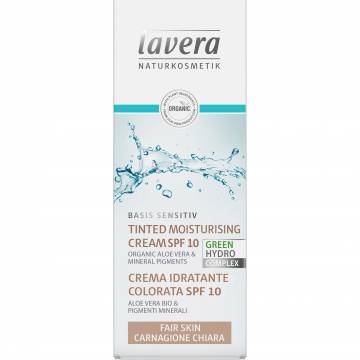 lavera
NATURKOSMETIK
ORGANIC
BASIS SENSITIV
TINTED MOISTURISING
CREAM SPF 10
ORGANIC ALOE VERA &
MINERAL PIGMENTS
GREEN
HYDRO
COMPLEX
CREMA IDRATANTE
COLORATA SPF 10
ALOE VERA BIO &
PIGMENTI MINERALI
FAIR SKIN
CARNAGIONE CHIARA